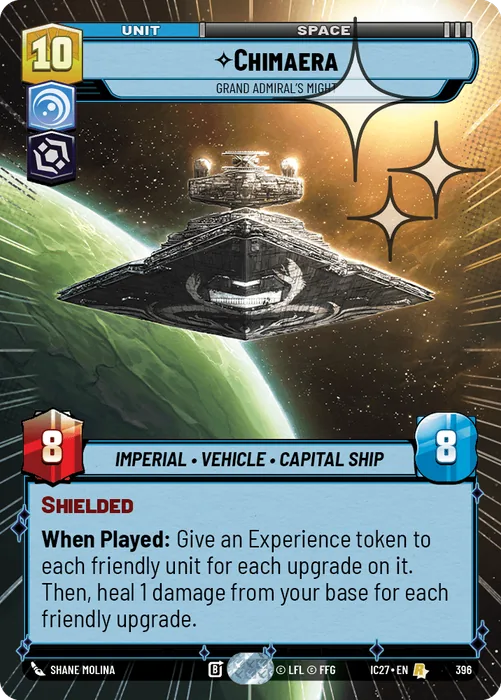 UNIT
SPACE
10
✧CHIMAERA
GRAND ADMIRAL'S MIGHT
8
8
IMPERIAL • VEHICLE • CAPITAL SHIP
SHIELDED
When Played: Give an Experience token to
each friendly unit for each upgrade on it.
Then, heal 1 damage from your base for each
friendly upgrade.
SHANE MOLINA
B
© LFL © FFG
IC27 • EN
R
396